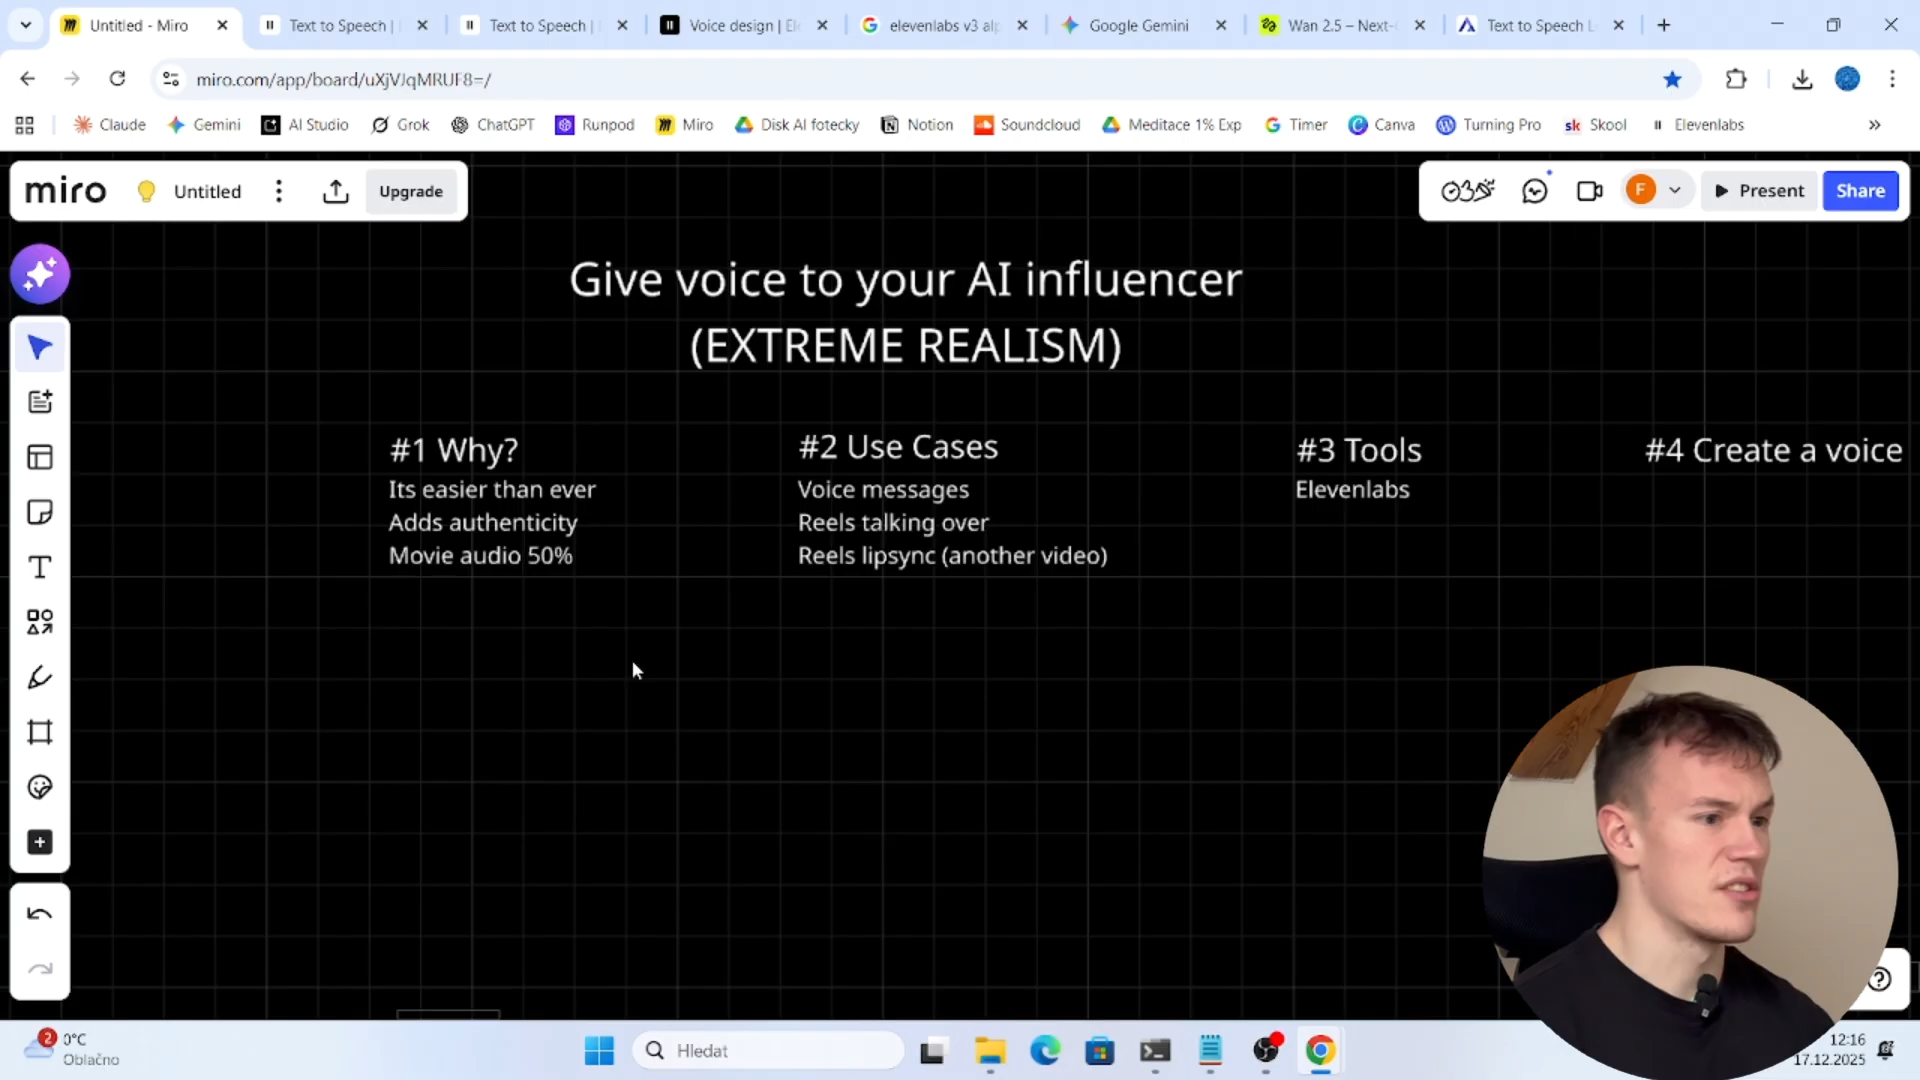 Untitled - Miro
Text to Speech |
Text to Speech |
Voice design | El
elevenlabs v3 alp
Google Gemini
Wan 2.5 – Next-
Text to Speech L
miro.com/app/board/uXjVJqMRUF8=/
Claude
Gemini
AI Studio
Grok
ChatGPT
Runpod
Miro
Disk AI fotecky
Notion
Soundcloud
Meditace 1% Exp
Timer
Canva
Turning Pro
sk Skool
Elevenlabs
miro
Untitled
Upgrade
F
Present
Share
Give voice to your AI influencer
(EXTREME REALISM)
#1 Why?
Its easier than ever
Adds authenticity
Movie audio 50%
#2 Use Cases
Voice messages
Reels talking over
Reels lipsync (another video)
#3 Tools
Elevenlabs
#4 Create a voice
2
0°C
Oblačno
Hledat
12:16
17.12.2025